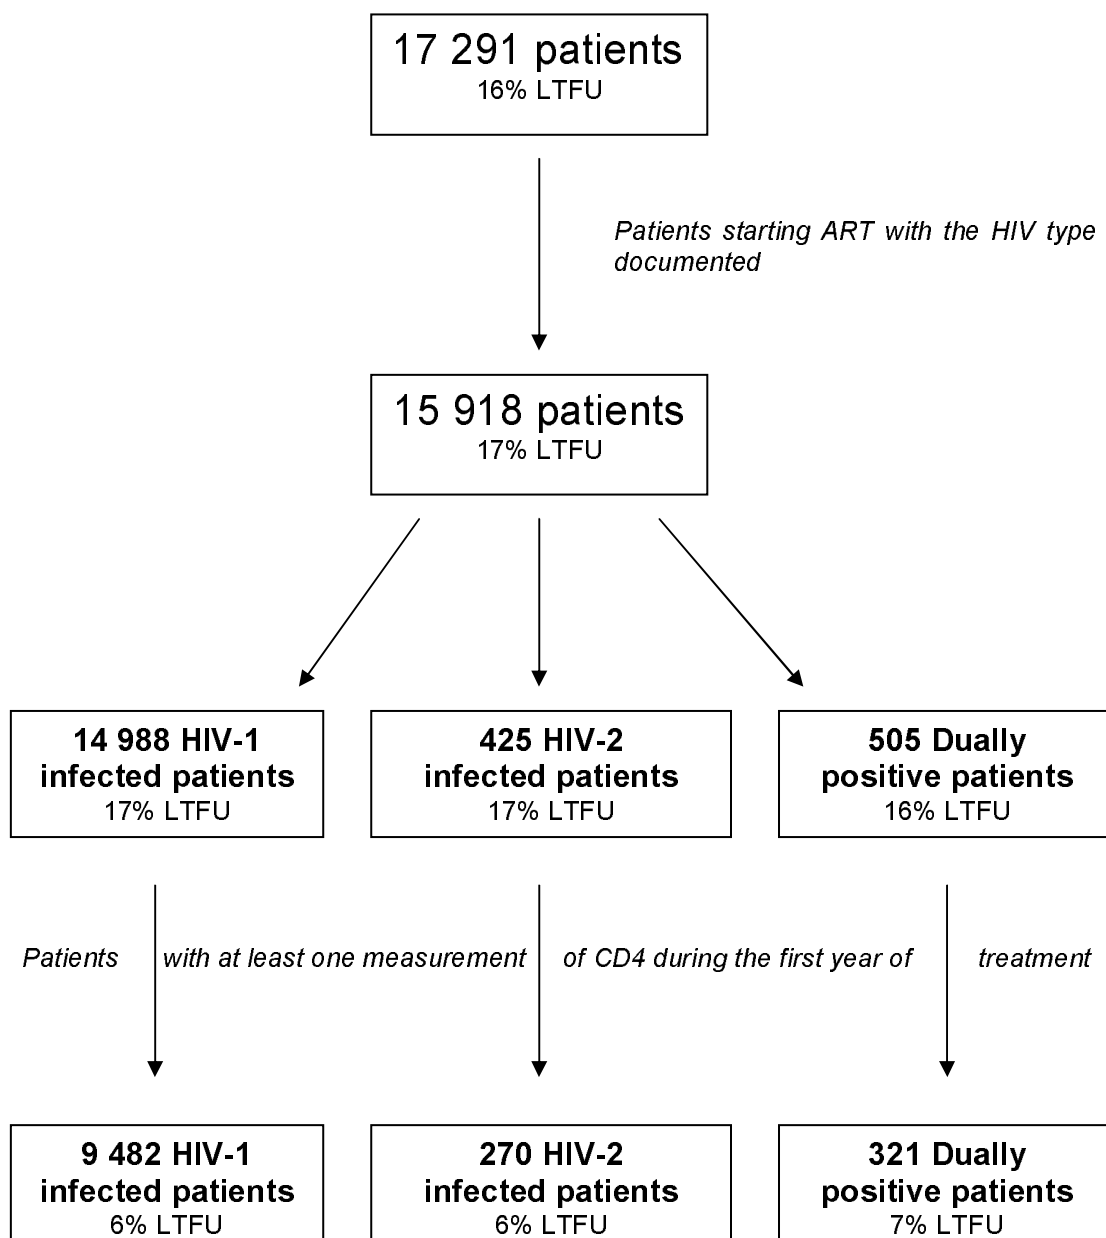 17 291 patients
16% LTFU
Patients starting ART with the HIV type
documented
15 918 patients
17% LTFU
14 988 HIV-1
infected patients
17% LTFU
425 HIV-2
infected patients
17% LTFU
505 Dually
positive patients
16% LTFU
Patients with at least one measurement of CD4 during the first year of treatment
9 482 HIV-1
infected patients
6% LTFU
270 HIV-2
infected patients
6% LTFU
321 Dually
positive patients
7% LTFU